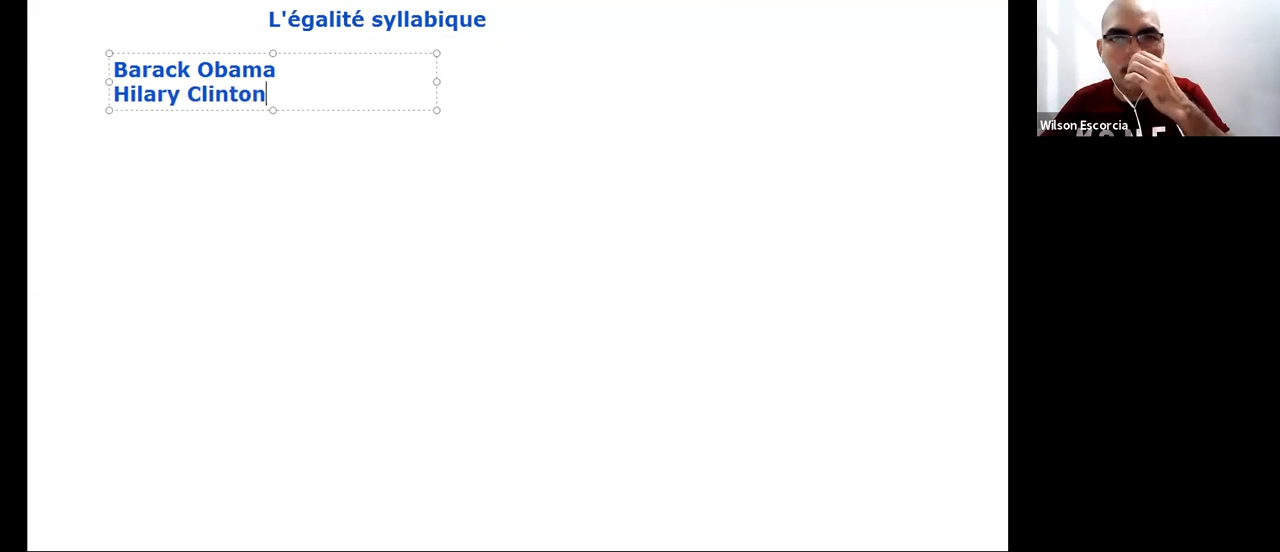 L'égalité syllabique
Barack Obama
Hilary Clinton
Wilson Escorcia